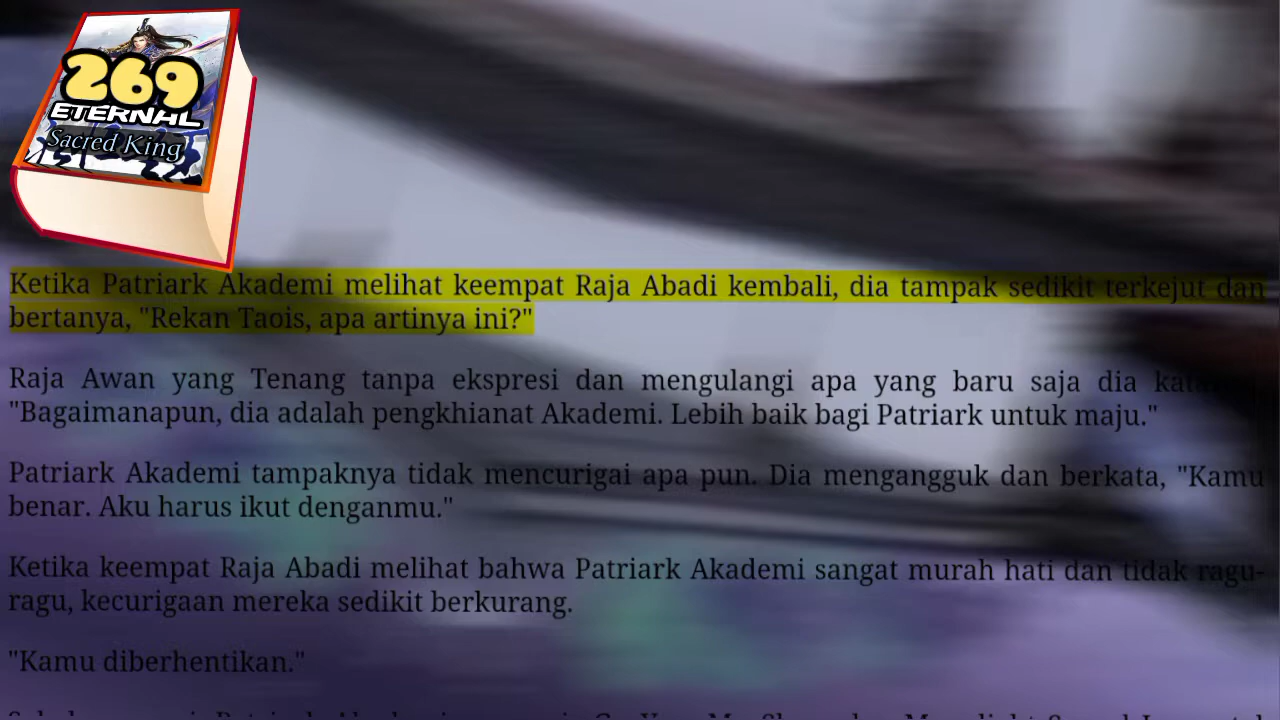 269
ETERNAL
Sacred King
Ketika Patriark Akademi melihat keempat Raja Abadi kembali, dia tampak sedikit terkejut dan
bertanya, "Rekan Taois, apa artinya ini?"
Raja Awan yang Tenang tanpa ekspresi dan mengulangi apa yang baru saja dia
"Bagaimanapun, dia adalah pengkhianat Akademi. Lebih baik bagi Patriark untuk maju."
Patriark Akademi tampaknya tidak mencurigai apa pun. Dia mengangguk dan berkata, "Kamu
benar. Aku harus ikut denganmu."
Ketika keempat Raja Abadi melihat bahwa Patriark Akademi sangat murah hati dan tidak ragu-
ragu, kecurigaan mereka sedikit berkurang.
"Kamu diberhentikan."